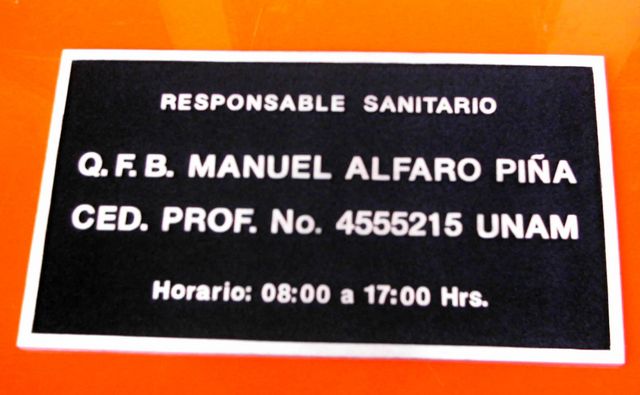 RESPONSABLE SANITARIO
Q.F.B. MANUEL ALFARO PIÑA
CED. PROF. No. 4555215 UNAM
Horario: 08:00 a 17:00 Hrs.